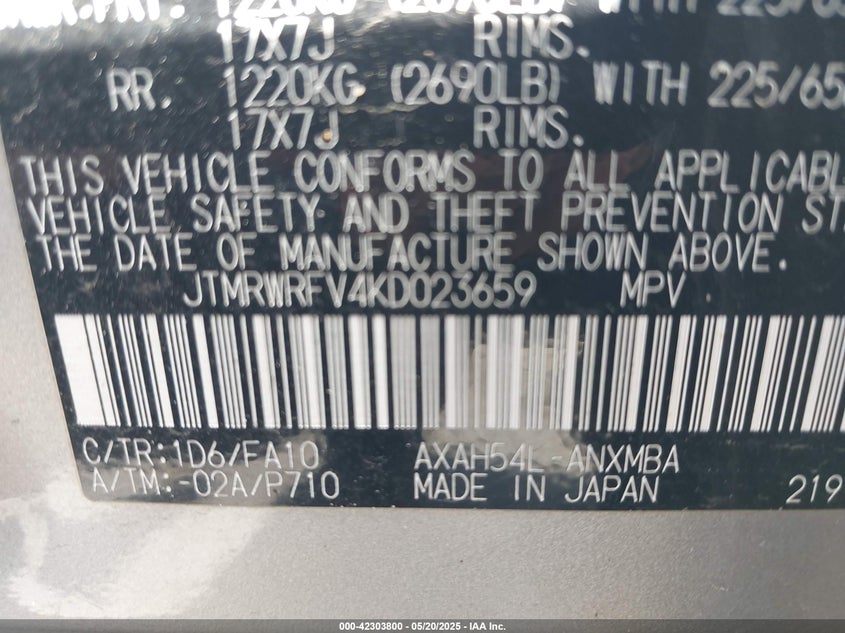 17X7J RIMS.
RR. 1220KG (2690LB) WITH 225/65
17X7J RIMS.
THIS VEHICLE CONFORMS TO ALL APPLICABL
VEHICLE SAFETY AND THEFT PREVENTION ST
THE DATE OF MANUFACTURE SHOWN ABOVE.
JTMRWRFV4KD023659 MPV
C/TR:1D6/FA10 AXAH54L-ANXMBA
A/TM:-02A/P710 MADE IN JAPAN 219
000-42303800 — 05/20/2025 — IAA Inc.